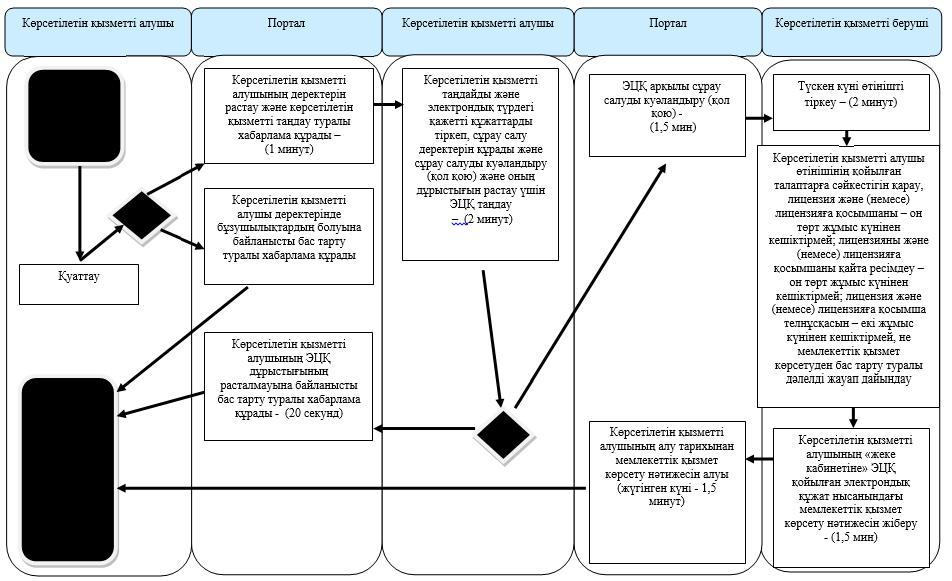 Көрсетілетін қызметті алушы
Портал
Көрсетілетін қызметті алушы
Портал
Көрсетілетін қызметті беруші
Қуаттау
Көрсетілетін қызметті
алушының деректерін
растау және көрсетілетін
қызметті таңдау туралы
хабарлама құрады –
(1 минут)
Көрсетілетін қызметті
алушы деректерінде
бұзушылықтардың болуына
байланысты бас тарту
туралы хабарлама құрады
Көрсетілетін қызметті
алушының ЭЦҚ
дұрыстығының
расталмауына байланысты
бас тарту туралы хабарлама
құрады - (20 секунд)
Көрсетілетін қызметті
таңдайды және
электрондық түрдегі
қажетті құжаттарды
тіркеп, сұрау салу
деректерін құрады және
сұрау салуды куәландыру
(қол қою) және оның
дұрыстығын растау үшін
ЭЦҚ таңдау
– (2 минут)
ЭЦҚ арқылы сұрау
салуды куәландыру (қол
қою) -
(1,5 мин)
Көрсетілетін қызметті
алушының алу тарихынан
мемлекеттік қызмет
көрсету нәтижесін алуы
(жүгінген күні - 1,5
минут)
Түскен күні өтінішті
тіркеу – (2 минут)
Көрсетілетін қызметті алушы
өтінішінің қойылған
талаптарға сәйкестігін қарау,
лицензия және (немесе)
лицензияға қосымшаны – он
төрт жұмыс күнінен
кешіктірмей; лицензияны және
(немесе) лицензияға
қосымшаны қайта ресімдеу –
он төрт жұмыс күнінен
кешіктірмей; лицензия және
(немесе) лицензияға қосымша
телнұсқасын – екі жұмыс
күнінен кешіктірмей, не
мемлекеттік қызмет
көрсетуден бас тарту туралы
дәлелді жауап дайындау
Көрсетілетін қызметті
алушының «жеке
кабинетіне» ЭЦҚ
қойылған электрондық
құжат нысанындағы
мемлекеттік қызмет
көрсету нәтижесін жіберу
- (1,5 мин)